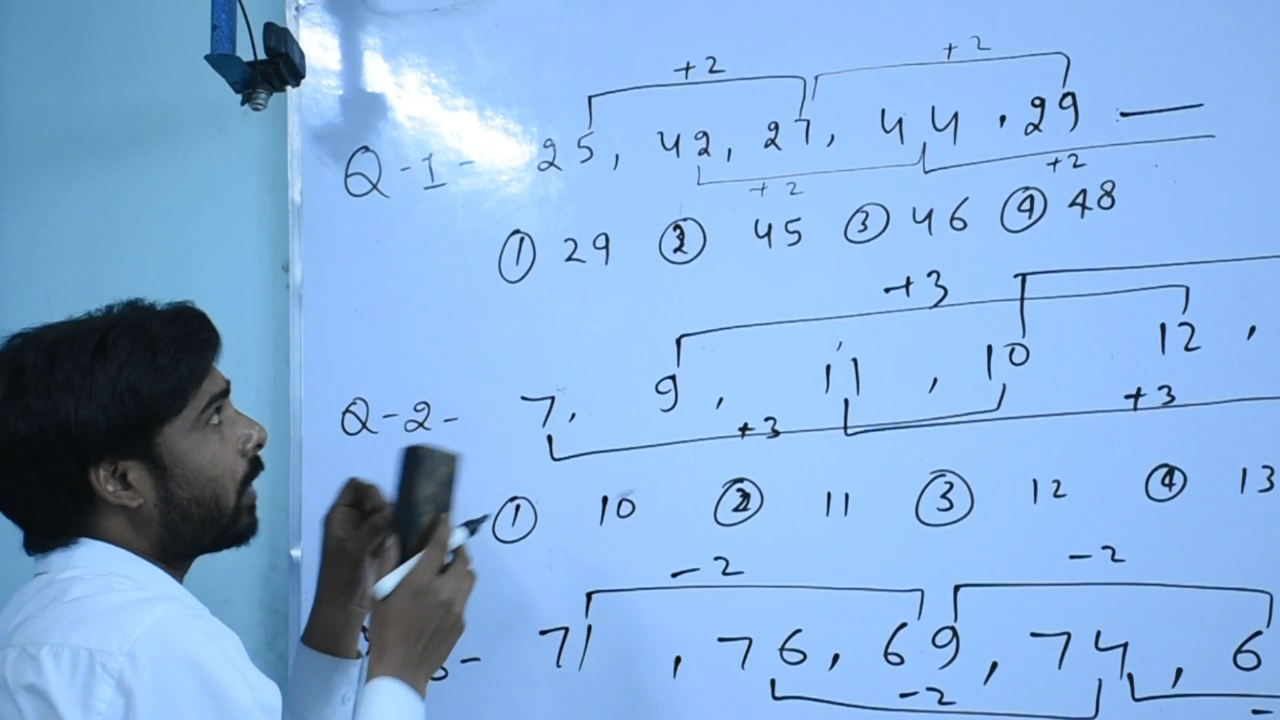 +2 +2
Q-1- 25, 42, 27, 44, 29 —
+2 +2
① 29 ② 45 ③ 46 ④ 48
+3
Q-2- 7, 9, 11, 10 12,
+3 +3
① 10 ② 11 ③ 12 ④ 13
-2 -2
- 71, 76, 69, 74, 6
-2 -